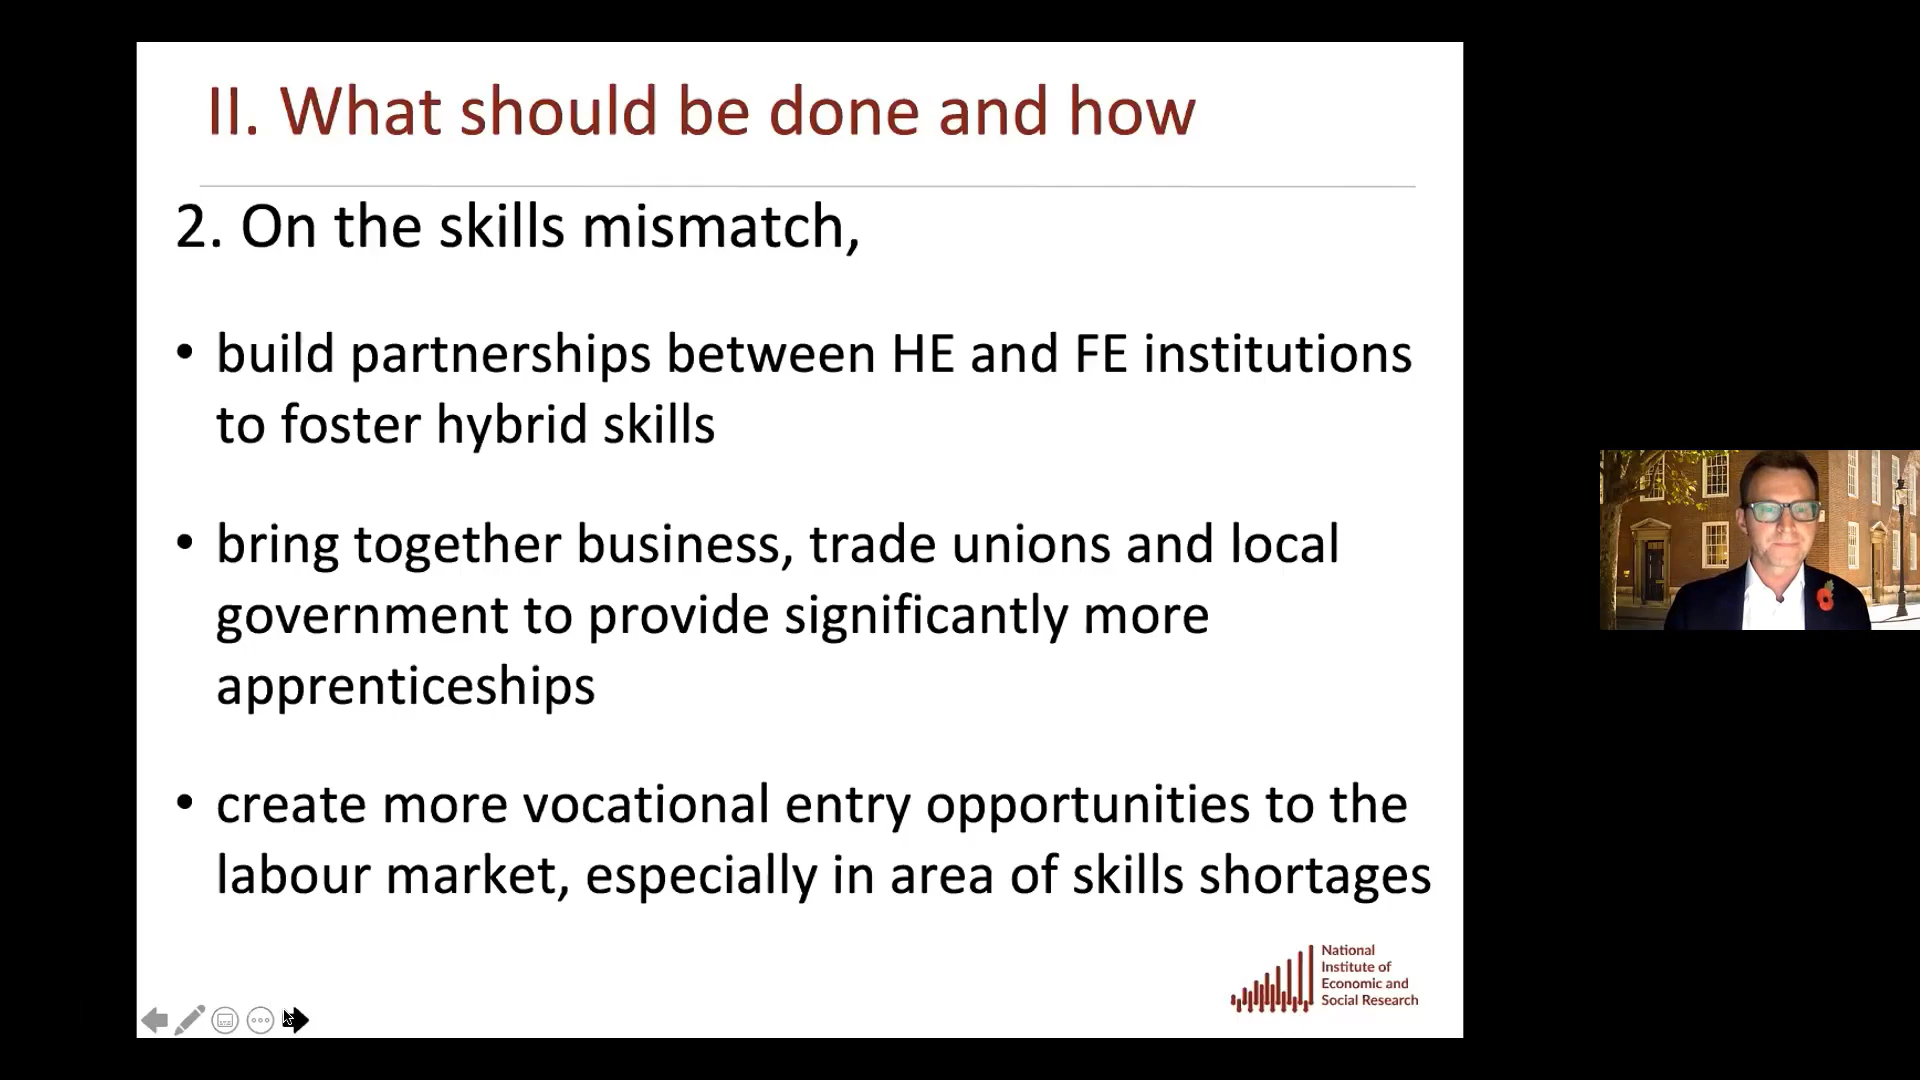 II. What should be done and how
2. On the skills mismatch,
• build partnerships between HE and FE institutions
to foster hybrid skills
• bring together business, trade unions and local
government to provide significantly more
apprenticeships
• create more vocational entry opportunities to the
labour market, especially in area of skills shortages
National
Institute of
Economic and
Social Research